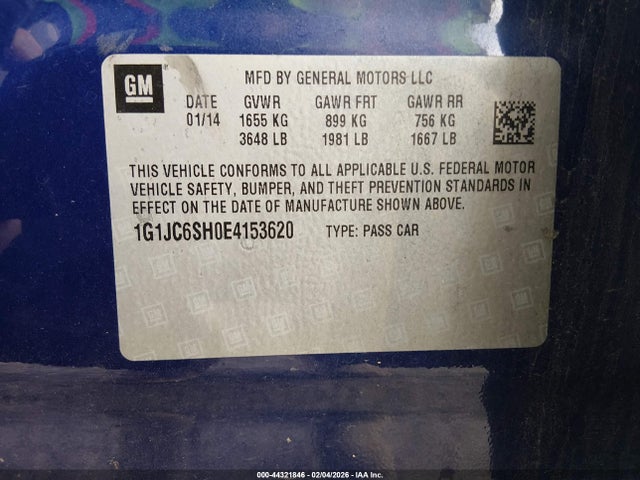 GM
MFD BY GENERAL MOTORS LLC
DATE GVWR GAWR FRT GAWR RR
01/14 1655 KG 899 KG 756 KG
3648 LB 1981 LB 1667 LB
THIS VEHICLE CONFORMS TO ALL APPLICABLE U.S. FEDERAL MOTOR
VEHICLE SAFETY, BUMPER, AND THEFT PREVENTION STANDARDS IN
EFFECT ON THE DATE OF MANUFACTURE SHOWN ABOVE.
1G1JC6SH0E4153620 TYPE: PASS CAR
000-44321846 - 02/04/2026 - IAA Inc.